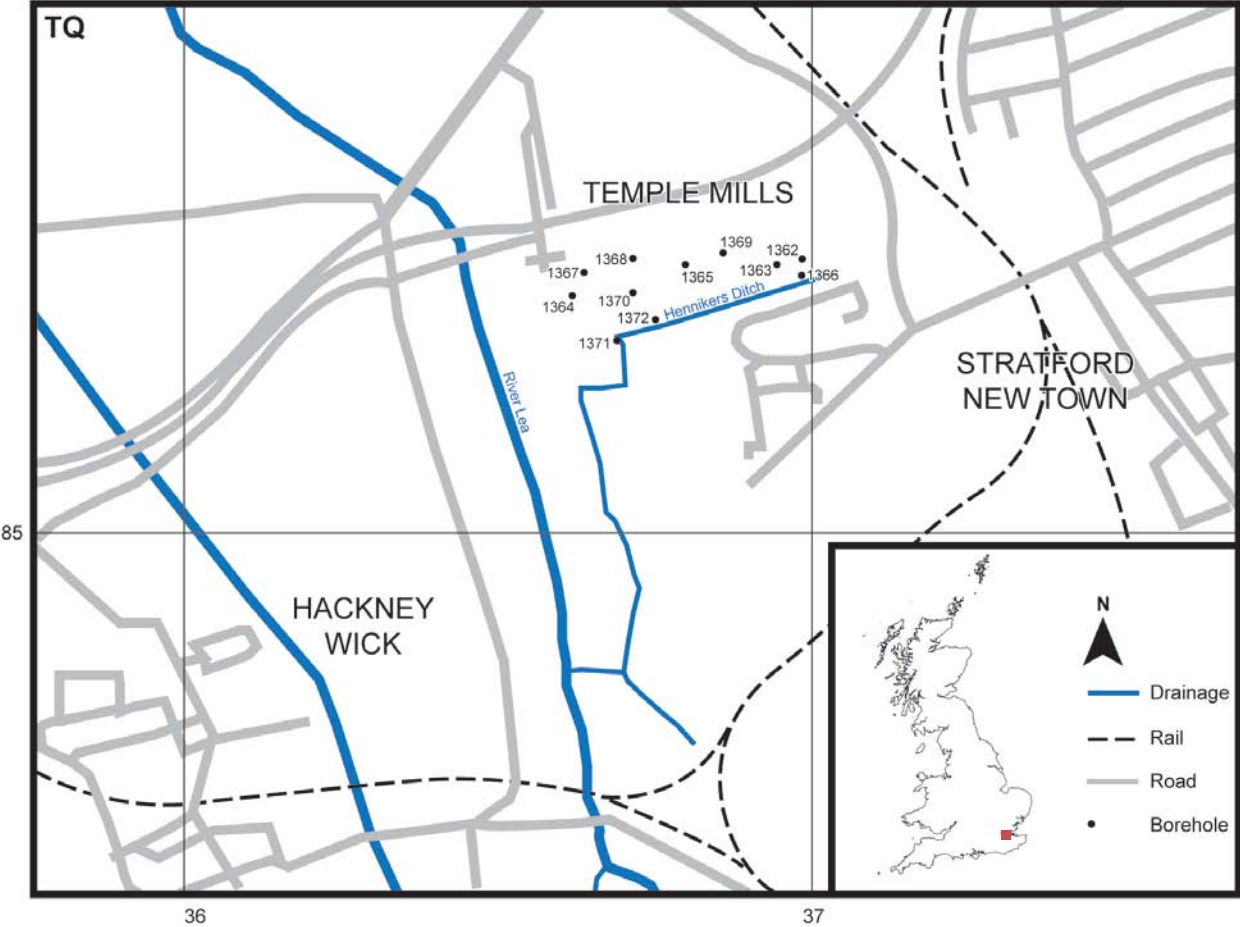 TQ
TEMPLE MILLS
1369
1368
1362
1367
1365
1363
1366
1364
1370
Hennikers Ditch
1372
1371
STRATFORD
NEW TOWN
River Lea
85
HACKNEY
WICK
N
Drainage
Rail
Road
Borehole
36
37